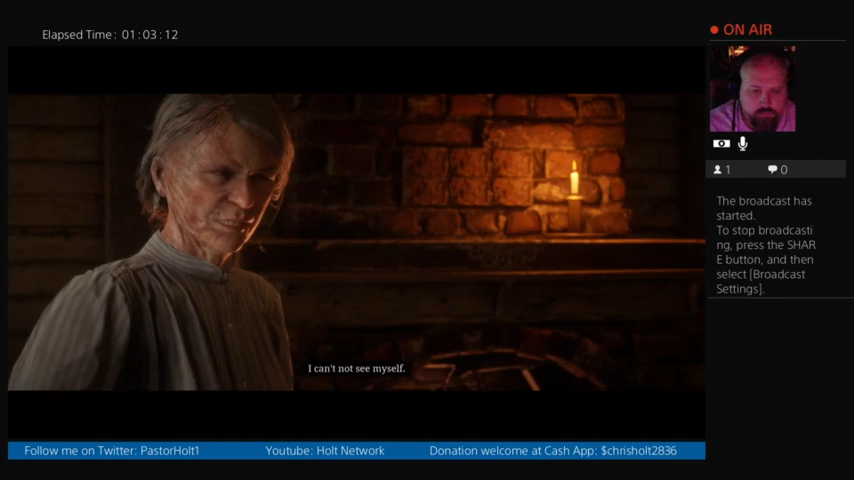 Elapsed Time: 01:03:12
ON AIR
1
0
The broadcast has
started.
To stop broadcasti
ng, press the SHAR
E button, and then
select [Broadcast
Settings].
I can't not see myself.
Follow me on Twitter: PastorHolt1 Youtube: Holt Network Donation welcome at Cash App: $chrisholt2836